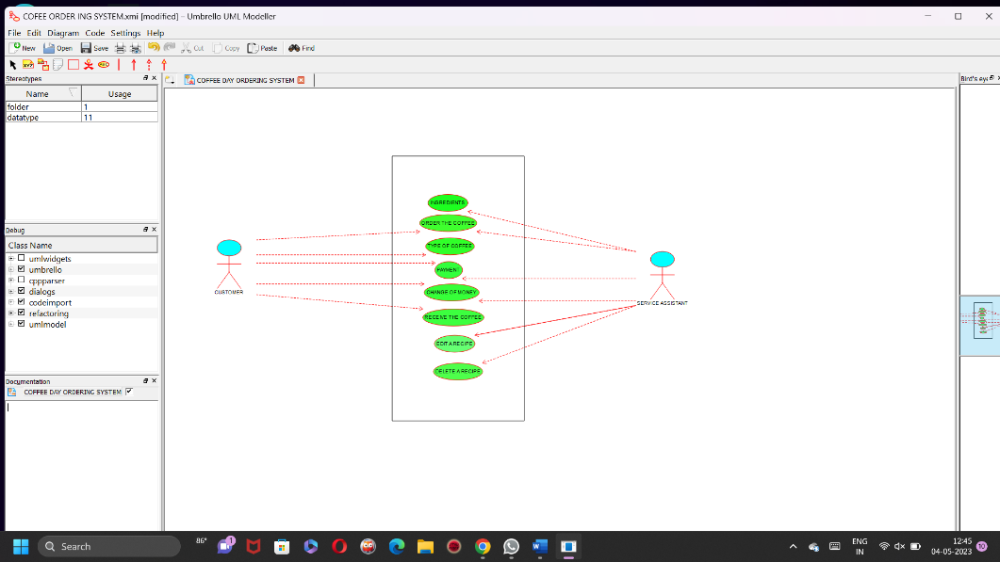 COFEE ORDER ING SYSTEM.xmi [modified] – Umbrello UML Modeller
File Edit Diagram Code Settings Help
New Open Save Cut Copy Paste Find
Stereotypes
COFFEE DAY ORDERING SYSTEM
Bird's eye
Name Usage
folder 1
datatype 11
Debug
Class Name
umlwidgets
umbrello
cppparser
dialogs
codeimport
refactoring
umlmodel
Documentation
COFFEE DAY ORDERING SYSTEM
INGREDIENTS
ORDER THE COFFEE
TYPE OF COFFEE
PAYMENT
CHANGE OF MONEY
RECEIVE THE COFFEE
EDIT A RECIPE
DELETE A RECIPE
CUSTOMER
SERVICE ASSISTANT
Search
86°
1
ENG
IN
12:45
04-05-2023
10